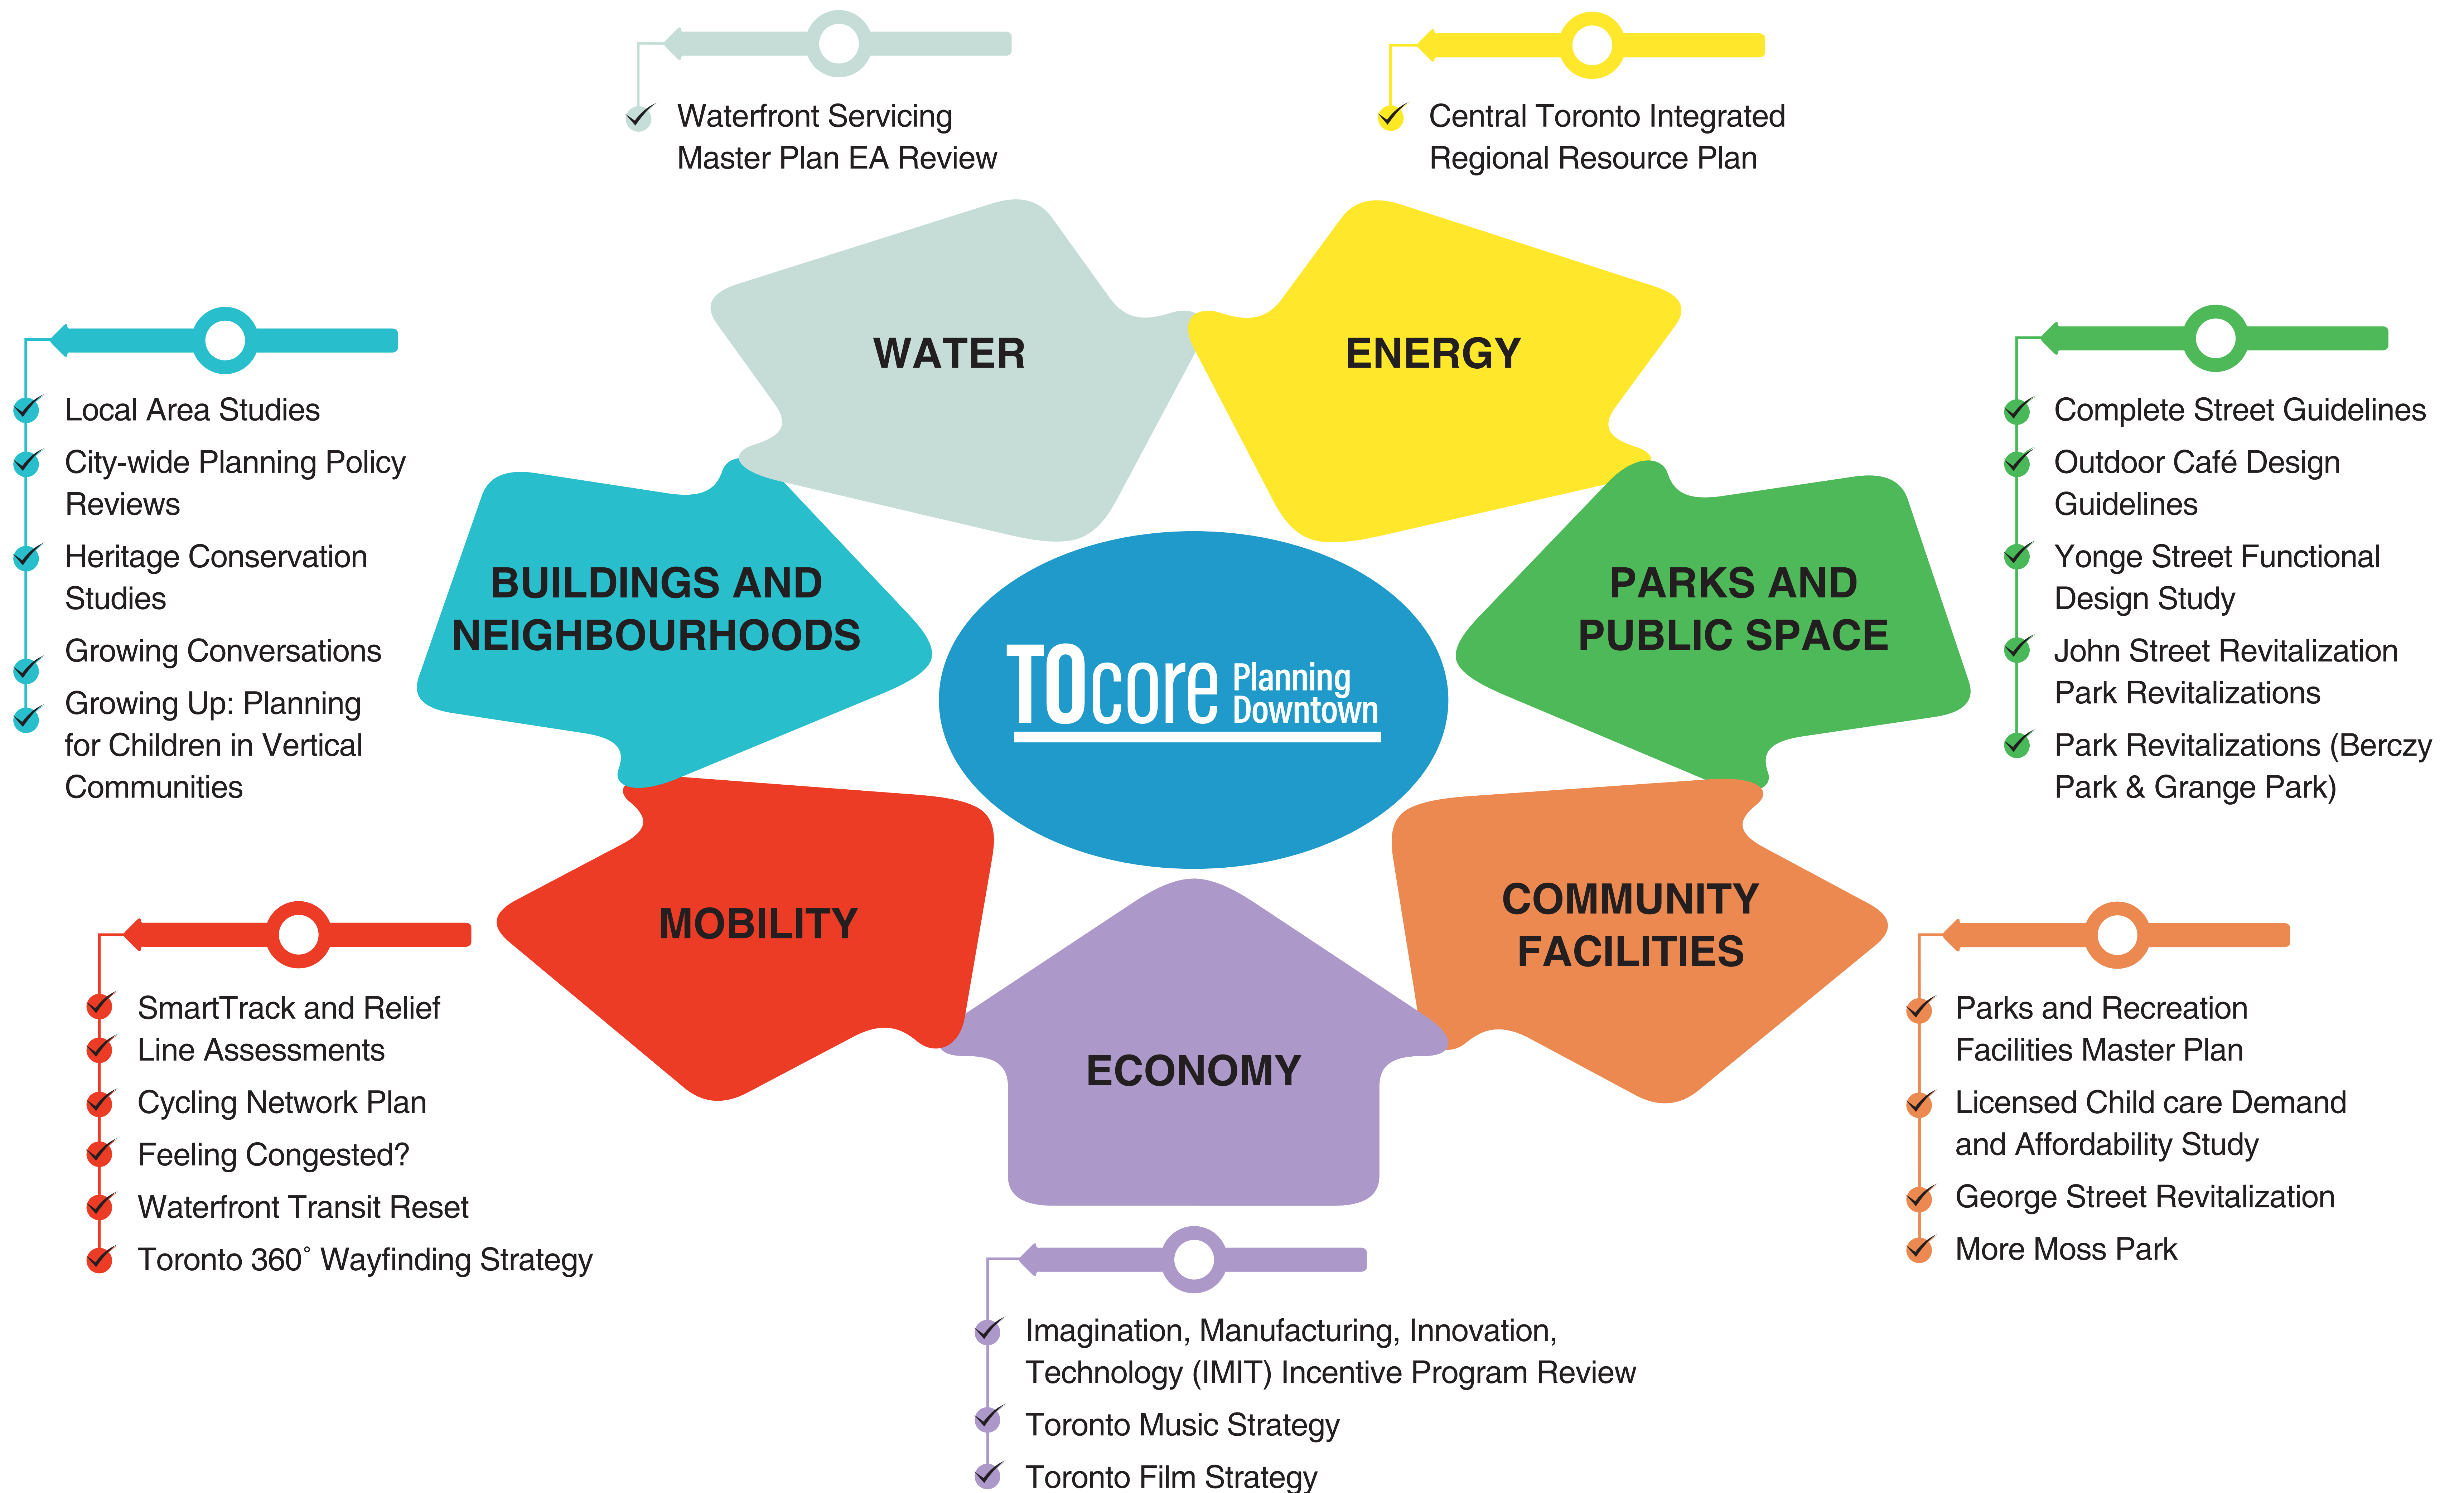 Waterfront Servicing
Master Plan EA Review
Central Toronto Integrated
Regional Resource Plan
WATER
ENERGY
Local Area Studies
City-wide Planning Policy
Reviews
Heritage Conservation
Studies
Growing Conversations
Growing Up: Planning
for Children in Vertical
Communities
BUILDINGS AND
NEIGHBOURHOODS
TOcore Planning
Downtown
PARKS AND
PUBLIC SPACE
Complete Street Guidelines
Outdoor Café Design
Guidelines
Yonge Street Functional
Design Study
John Street Revitalization
Park Revitalizations
Park Revitalizations (Berczy
Park & Grange Park)
MOBILITY
SmartTrack and Relief
Line Assessments
Cycling Network Plan
Feeling Congested?
Waterfront Transit Reset
Toronto 360° Wayfinding Strategy
ECONOMY
COMMUNITY
FACILITIES
Parks and Recreation
Facilities Master Plan
Licensed Child care Demand
and Affordability Study
George Street Revitalization
More Moss Park
Imagination, Manufacturing, Innovation,
Technology (IMIT) Incentive Program Review
Toronto Music Strategy
Toronto Film Strategy